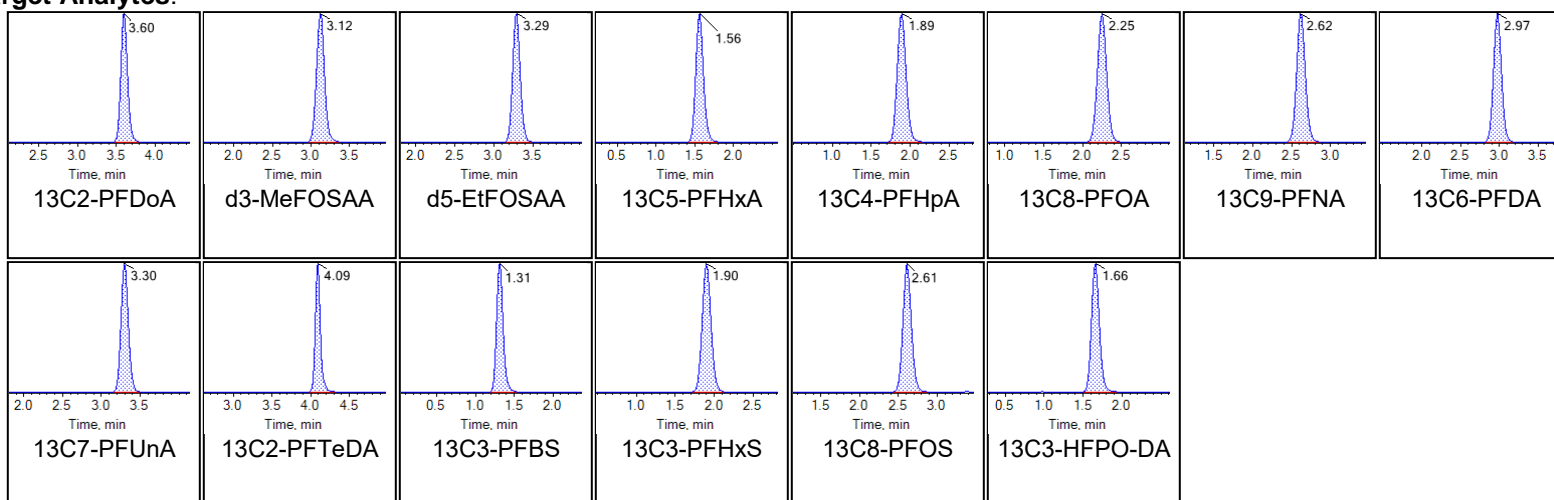 arget Analytes:
3.60 3.12 3.29 1.56 1.89 2.25 2.62 2.97
2.5 3.0 3.5 4.0 2.0 2.5 3.0 3.5 2.0 2.5 3.0 3.5 0.5 1.0 1.5 2.0 1.0 1.5 2.0 2.5 1.0 1.5 2.0 2.5 1.5 2.0 2.5 3.0 2.0 2.5 3.0 3.5
Time, min Time, min Time, min Time, min Time, min Time, min Time, min Time, min
13C2-PFDoA d3-MeFOSAA d5-EtFOSAA 13C5-PFHxA 13C4-PFHpA 13C8-PFOA 13C9-PFNA 13C6-PFDA
3.30 4.09 1.31 1.90 2.61 1.66
2.0 2.5 3.0 3.5 3.0 3.5 4.0 4.5 0.5 1.0 1.5 2.0 1.0 1.5 2.0 2.5 1.5 2.0 2.5 3.0 0.5 1.0 1.5 2.0
Time, min Time, min Time, min Time, min Time, min Time, min
13C7-PFUnA 13C2-PFTeDA 13C3-PFBS 13C3-PFHxS 13C8-PFOS 13C3-HFPO-DA